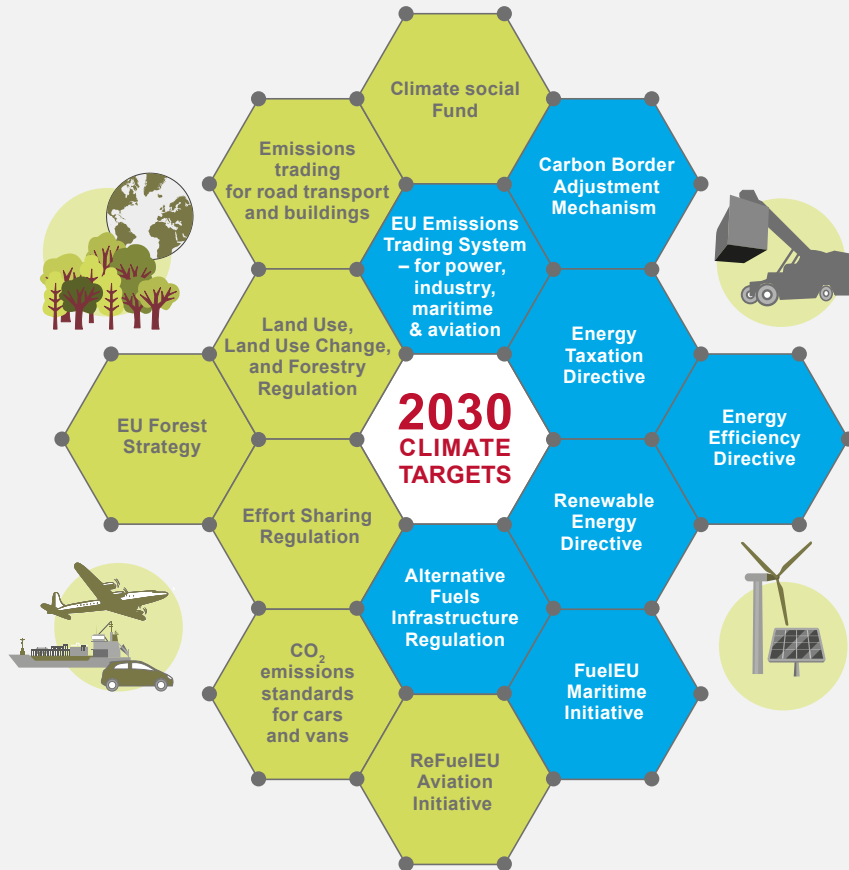 Climate social
Fund
Emissions
trading
for road transport
and buildings
Carbon Border
Adjustment
Mechanism
EU Emissions
Trading System
– for power,
industry,
maritime
& aviation
Land Use,
Land Use Change,
and Forestry
Regulation
Energy
Taxation
Directive
EU Forest
Strategy
2030
CLIMATE
TARGETS
Energy
Efficiency
Directive
Effort Sharing
Regulation
Renewable
Energy
Directive
Alternative
Fuels
Infrastructure
Regulation
CO₂
emissions
standards
for cars
and vans
FuelEU
Maritime
Initiative
ReFuelEU
Aviation
Initiative